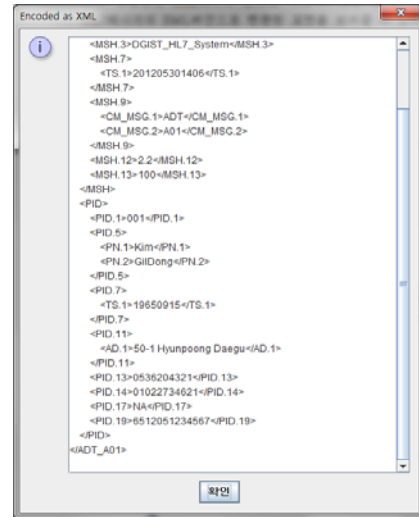 Encoded as XML
<MSH.3>DGIST_HL7_System</MSH.3>
<MSH.7>
<TS.1>201205301406</TS.1>
</MSH.7>
<MSH.9>
<CM_MSG.1>ADT</CM_MSG.1>
<CM_MSG.2>A01</CM_MSG.2>
</MSH.9>
<MSH.12>2.2</MSH.12>
<MSH.13>100</MSH.13>
</MSH>
<PID>
<PID.1>001</PID.1>
<PID.5>
<PN.1>Kim</PN.1>
<PN.2>GilDong</PN.2>
</PID.5>
<PID.7>
<TS.1>19650915</TS.1>
</PID.7>
<PID.11>
<AD.1>50-1 Hyunpoong Daegu</AD.1>
</PID.11>
<PID.13>0536204321</PID.13>
<PID.14>01022734621</PID.14>
<PID.17>NA</PID.17>
<PID.19>6512051234567</PID.19>
</PID>
</ADT_A01>
확인